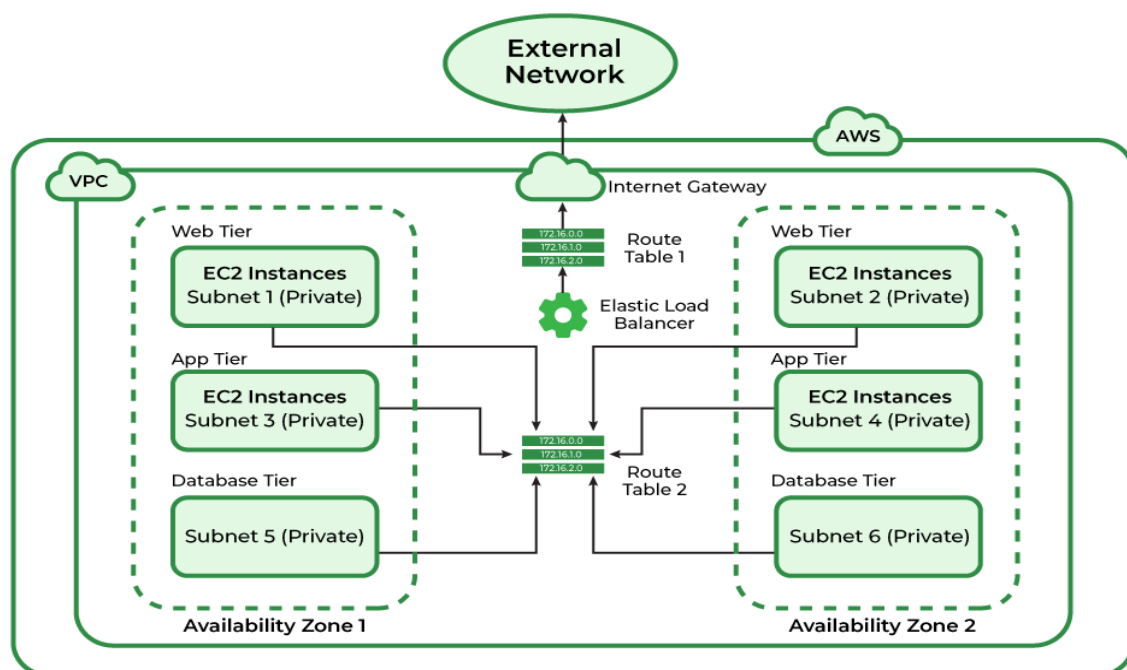 External
Network
AWS
VPC
Internet Gateway
Web Tier
EC2 Instances
Subnet 1 (Private)
172.16.0.0
172.16.1.0
172.16.2.0
Route
Table 1
Elastic Load
Balancer
Web Tier
EC2 Instances
Subnet 2 (Private)
App Tier
EC2 Instances
Subnet 3 (Private)
App Tier
EC2 Instances
Subnet 4 (Private)
172.16.0.0
172.16.1.0
172.16.2.0
Route
Table 2
Database Tier
Subnet 5 (Private)
Database Tier
Subnet 6 (Private)
Availability Zone 1
Availability Zone 2